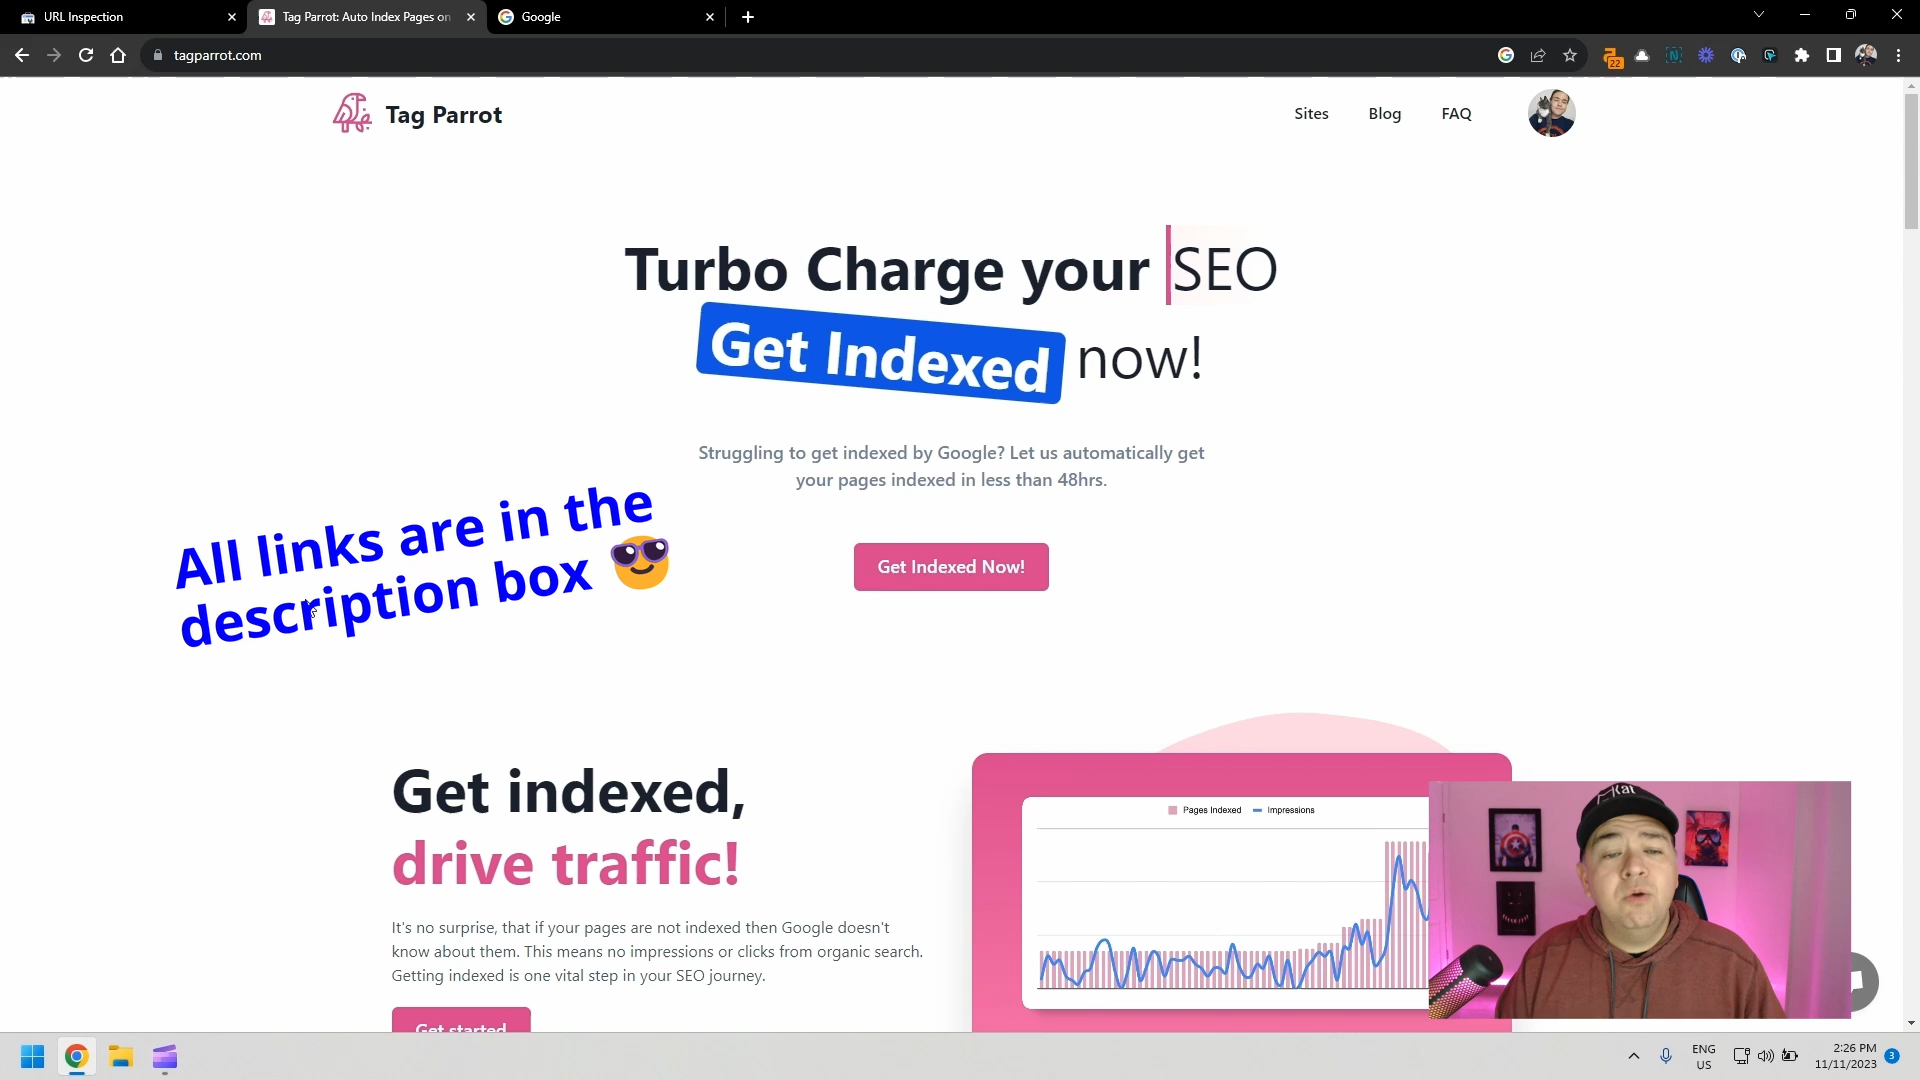 URL Inspection
Tag Parrot: Auto Index Pages on
Google
tagparrot.com
22
Tag Parrot
Sites
Blog
FAQ
Turbo Charge your SEO
Get Indexed now!
Struggling to get indexed by Google? Let us automatically get
your pages indexed in less than 48hrs.
All links are in the
description box 😎
Get Indexed Now!
Get indexed,
drive traffic!
It's no surprise, that if your pages are not indexed then Google doesn't
know about them. This means no impressions or clicks from organic search.
Getting indexed is one vital step in your SEO journey.
Get started
Pages Indexed
Impressions
ENG
US
2:26 PM
11/11/2023
3